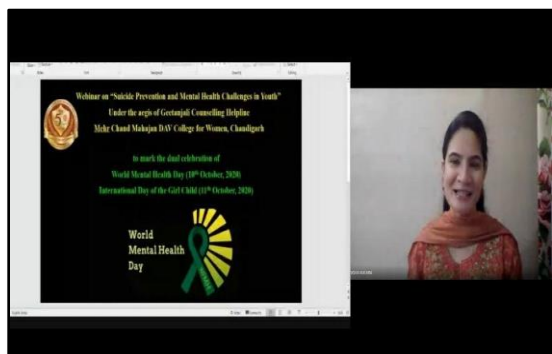 Webinar on "Suicide Prevention and Mental Health Challenges in Youth"
Under the aegis of Geetanjali Counselling Helpline
Mehr Chand Mahajan DAV College for Women, Chandigarh
to mark the dual celebration of
World Mental Health Day (10th October, 2020)
International Day of the Girl Child (11th October, 2020)
World
Mental Health
Day